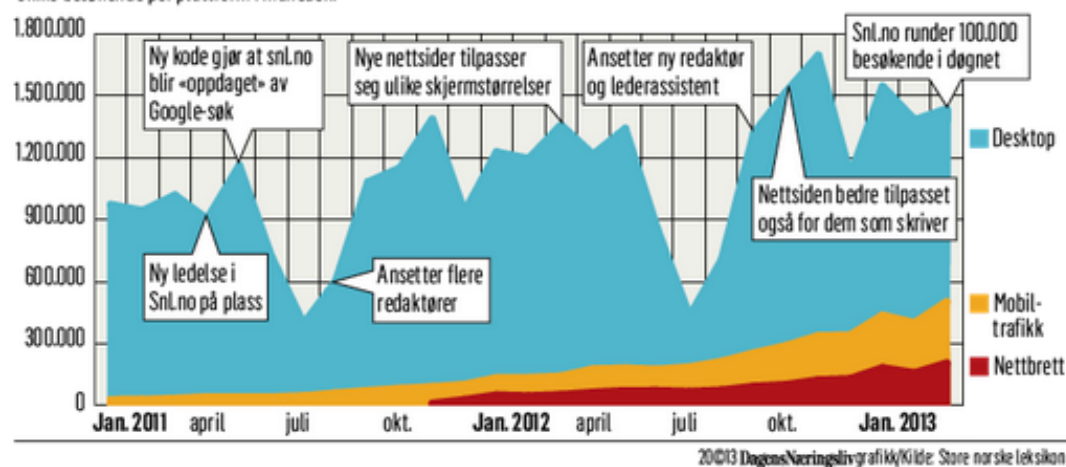 1.800.000
1.500.000
1.200.000
900.000
600.000
300.000
0
Ny kode gjør at snl.no
blir «oppdaget» av
Google-søk
Nye nettsider tilpasser
seg ulike skjermstørrelser
Ansetter ny redaktør
og lederassistent
Snl.no runder 100.000
besøkende i døgnet
Desktop
Nettsiden bedre tilpasset
også for dem som skriver
Ny ledelse i
Snl.no på plass
Ansetter flere
redaktører
Mobil-
trafikk
Nettbrett
Jan. 2011 april juli okt. Jan. 2012 april juli okt. Jan. 2013
20©13 DagensNæringsliv grafikk/Kilde: Store norske leksikon